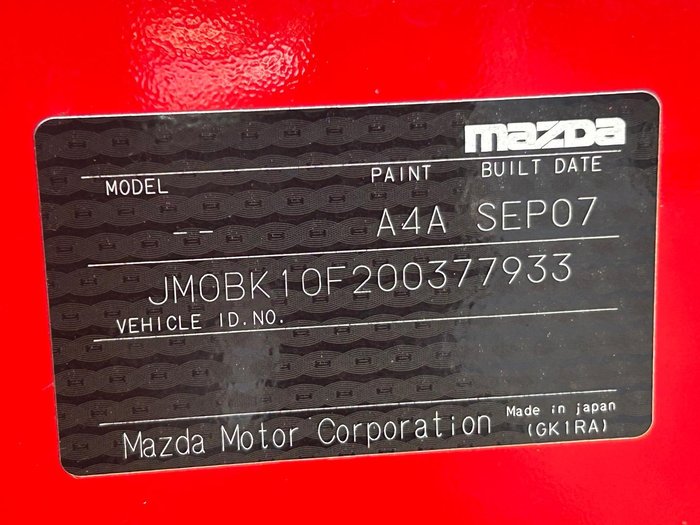 mazda
MODEL PAINT BUILT DATE
-- A4A SEP07
JM0BK10F200377933
VEHICLE ID.NO.
Mazda Motor Corporation Made in japan
(GK1RA)